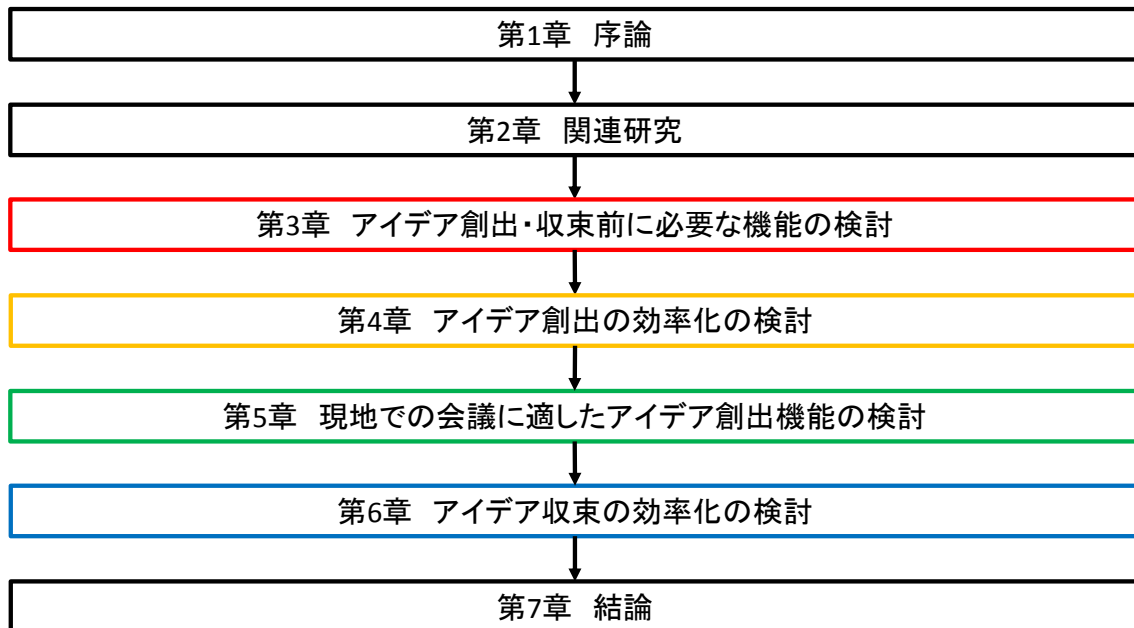 第1章　序論
第2章　関連研究
第3章　アイデア創出・収束前に必要な機能の検討
第4章　アイデア創出の効率化の検討
第5章　現地での会議に適したアイデア創出機能の検討
第6章　アイデア収束の効率化の検討
第7章　結論